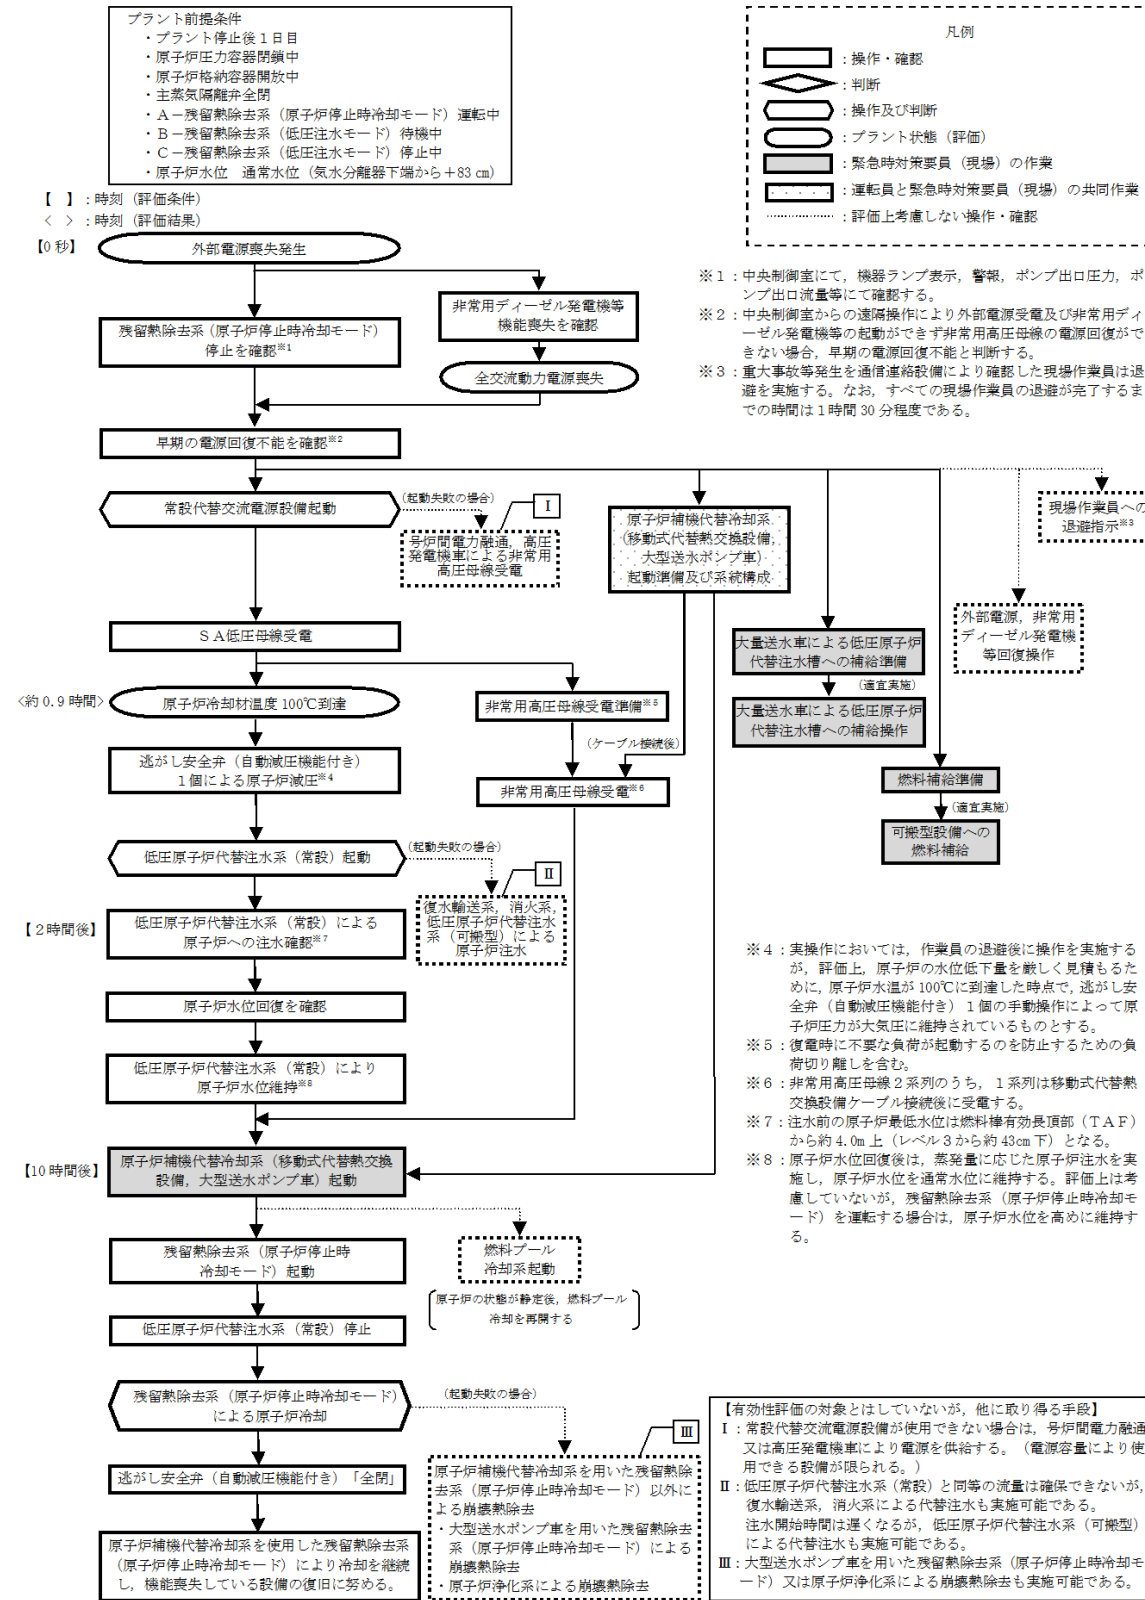 プラント前提条件
・プラント停止後１日目
・原子炉圧力容器閉鎖中
・原子炉格納容器開放中
・主蒸気隔離弁全閉
・Ａ－残留熱除去系（原子炉停止時冷却モード）運転中
・Ｂ－残留熱除去系（低圧注水モード）待機中
・Ｃ－残留熱除去系（低圧注水モード）停止中
・原子炉水位　通常水位（気水分離器下端から＋83 cm）
凡例
：操作・確認
：判断
：操作及び判断
：プラント状態（評価）
：緊急時対策要員（現場）の作業
：運転員と緊急時対策要員（現場）の共同作業
：評価上考慮しない操作・確認
【　】：時刻（評価条件）
＜　＞：時刻（評価結果）
【0 秒】
外部電源喪失発生
非常用ディーゼル発電機等
機能喪失を確認
残留熱除去系（原子炉停止時冷却モード）
停止を確認※1
全交流動力電源喪失
※１：中央制御室にて，機器ランプ表示，警報，ポンプ出口圧力，ポ
ンプ出口流量等にて確認する。
※２：中央制御室からの遠隔操作により外部電源受電及び非常用ディ
ーゼル発電機等の起動ができず非常用高圧母線の電源回復がで
きない場合，早期の電源回復不能と判断する。
※３：重大事故等発生を通信連絡設備により確認した現場作業員は退
避を実施する。なお，すべての現場作業員の退避が完了するま
での時間は１時間 30 分程度である。
早期の電源回復不能を確認※2
常設代替交流電源設備起動
（起動失敗の場合）
Ⅰ
号炉間電力融通，高圧
発電機車による非常用
高圧母線受電
原子炉補機代替冷却系
（移動式代替熱交換設備，
大型送水ポンプ車）
起動準備及び系統構成
現場作業員への
退避指示※3
外部電源，非常用
ディーゼル発電機
等回復操作
ＳＡ低圧母線受電
大量送水車による低圧原子炉
代替注水槽への補給準備
（適宜実施）
大量送水車による低圧原子炉
代替注水槽への補給操作
＜約 0.9 時間＞
原子炉冷却材温度 100℃到達
非常用高圧母線受電準備※5
（ケーブル接続後）
逃がし安全弁（自動減圧機能付き）
１個による原子炉減圧※4
非常用高圧母線受電※6
燃料補給準備
（適宜実施）
可搬型設備への
燃料補給
低圧原子炉代替注水系（常設）起動
（起動失敗の場合）
Ⅱ
復水輸送系，消火系，
低圧原子炉代替注水
系（可搬型）による
原子炉注水
【２時間後】
低圧原子炉代替注水系（常設）による
原子炉への注水確認※7
原子炉水位回復を確認
低圧原子炉代替注水系（常設）により
原子炉水位維持※8
※４：実操作においては，作業員の退避後に操作を実施する
が，評価上，原子炉の水位低下量を厳しく見積もるた
めに，原子炉水温が 100℃に到達した時点で，逃がし安
全弁（自動減圧機能付き）１個の手動操作によって原
子炉圧力が大気圧に維持されているものとする。
※５：復電時に不要な負荷が起動するのを防止するための負
荷切り離しを含む。
※６：非常用高圧母線２系列のうち，１系列は移動式代替熱
交換設備ケーブル接続後に受電する。
※７：注水前の原子炉最低水位は燃料棒有効長頂部（ＴＡＦ）
から約 4.0m 上（レベル３から約 43cm 下）となる。
※８：原子炉水位回復後は，蒸発量に応じた原子炉注水を実
施し，原子炉水位を通常水位に維持する。評価上は考
慮していないが，残留熱除去系（原子炉停止時冷却モ
ード）を運転する場合は，原子炉水位を高めに維持す
る。
【10 時間後】
原子炉補機代替冷却系（移動式代替熱交換
設備，大型送水ポンプ車）起動
残留熱除去系（原子炉停止時
冷却モード）起動
燃料プール
冷却系起動
原子炉の状態が静定後，燃料プール
冷却を再開する
低圧原子炉代替注水系（常設）停止
残留熱除去系（原子炉停止時冷却モード）
による原子炉冷却
（起動失敗の場合）
Ⅲ
逃がし安全弁（自動減圧機能付き）「全閉」
原子炉補機代替冷却系を用いた残留熱除
去系（原子炉停止時冷却モード）以外に
よる崩壊熱除去
・大型送水ポンプ車を用いた残留熱除去
系（原子炉停止時冷却モード）による
崩壊熱除去
・原子炉浄化系による崩壊熱除去
原子炉補機代替冷却系を使用した残留熱除去系
（原子炉停止時冷却モード）により冷却を継続
し，機能喪失している設備の復旧に努める。
【有効性評価の対象とはしていないが，他に取り得る手段】
Ⅰ：常設代替交流電源設備が使用できない場合は，号炉間電力融通
又は高圧発電機車により電源を供給する。（電源容量により使
用できる設備が限られる。）
Ⅱ：低圧原子炉代替注水系（常設）と同等の流量は確保できないが，
復水輸送系，消火系による代替注水も実施可能である。
注水開始時間は遅くなるが，低圧原子炉代替注水系（可搬型）
による代替注水も実施可能である。
Ⅲ：大型送水ポンプ車を用いた残留熱除去系（原子炉停止時冷却モ
ード）又は原子炉浄化系による崩壊熱除去も実施可能である。